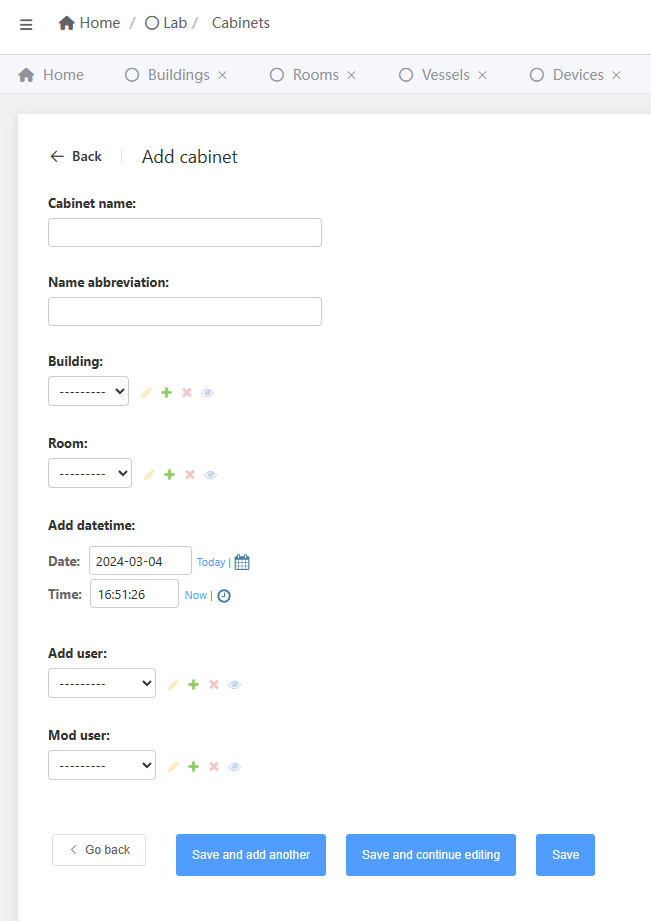 Home / Lab / Cabinets
Home Buildings × Rooms × Vessels × Devices ×
← Back Add cabinet
Cabinet name:
Name abbreviation:
Building:
---------
Room:
---------
Add datetime:
Date: 2024-03-04 Today |
Time: 16:51:26 Now |
Add user:
---------
Mod user:
---------
< Go back Save and add another Save and continue editing Save